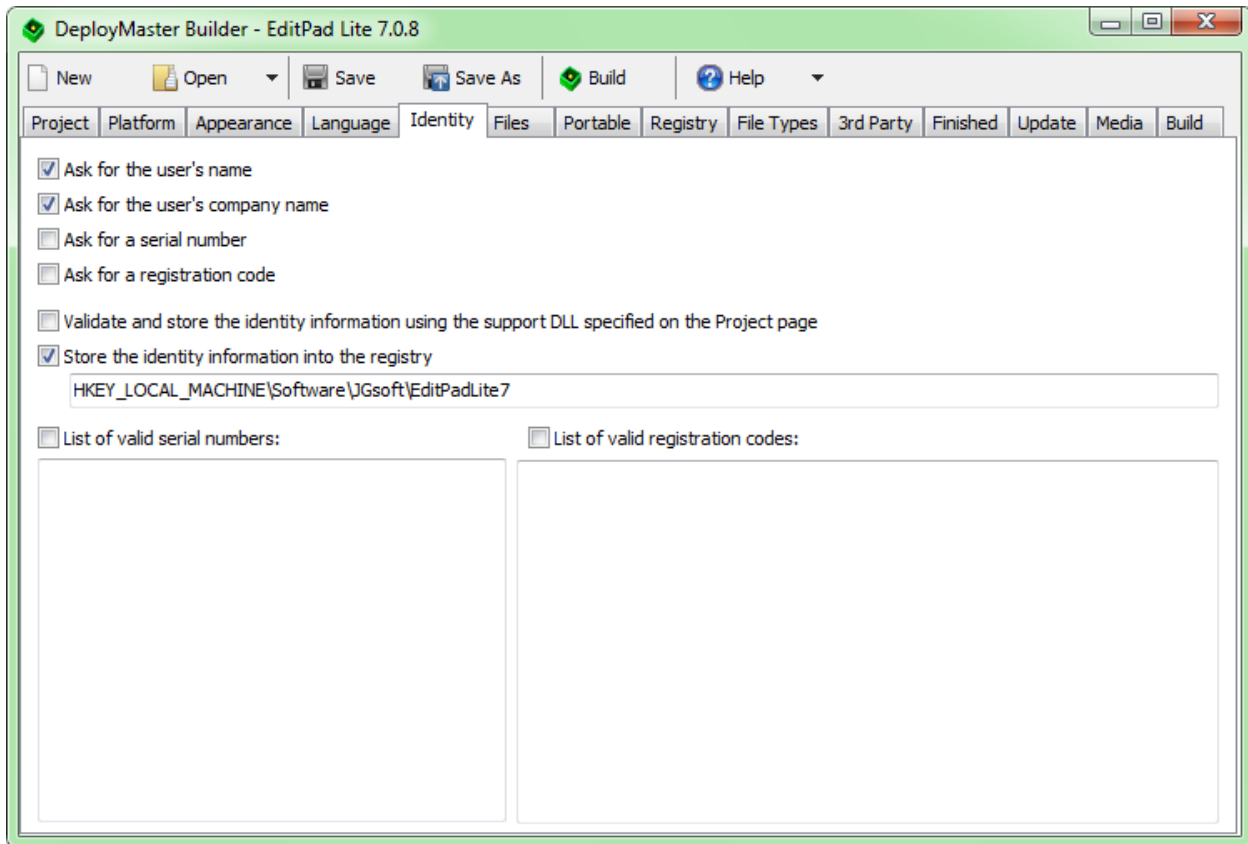 DeployMaster Builder - EditPad Lite 7.0.8
New Open Save Save As Build Help
Project Platform Appearance Language Identity Files Portable Registry File Types 3rd Party Finished Update Media Build
Ask for the user's name
Ask for the user's company name
Ask for a serial number
Ask for a registration code
Validate and store the identity information using the support DLL specified on the Project page
Store the identity information into the registry
HKEY_LOCAL_MACHINE\Software\JGsoft\EditPadLite7
List of valid serial numbers: List of valid registration codes: